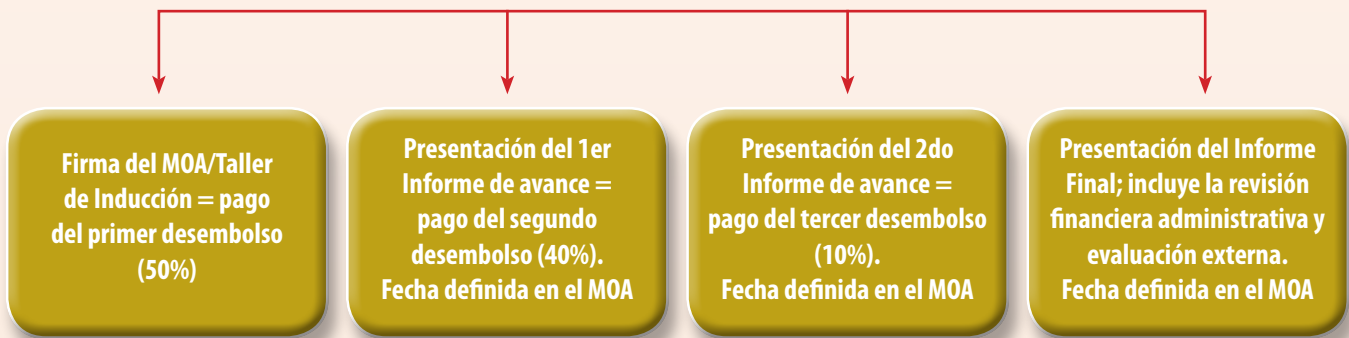 Firma del MOA/Taller
de Inducción = pago
del primer desembolso
(50%)
Presentación del 1er
Informe de avance =
pago del segundo
desembolso (40%).
Fecha definida en el MOA
Presentación del 2do
Informe de avance =
pago del tercer desembolso
(10%).
Fecha definida en el MOA
Presentación del Informe
Final; incluye la revisión
financiera administrativa y
evaluación externa.
Fecha definida en el MOA